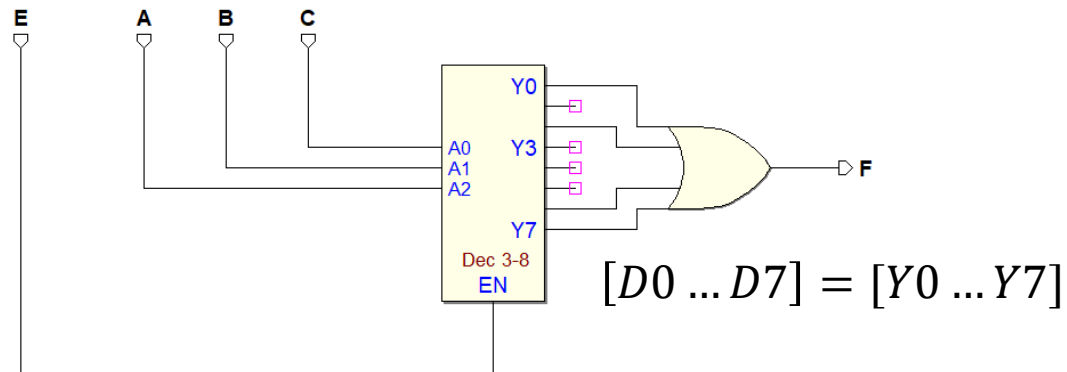 E A B C
Y0
A0 Y3
A1
A2
Y7
Dec 3-8
EN
F
[D0 … D7] = [Y0 … Y7]